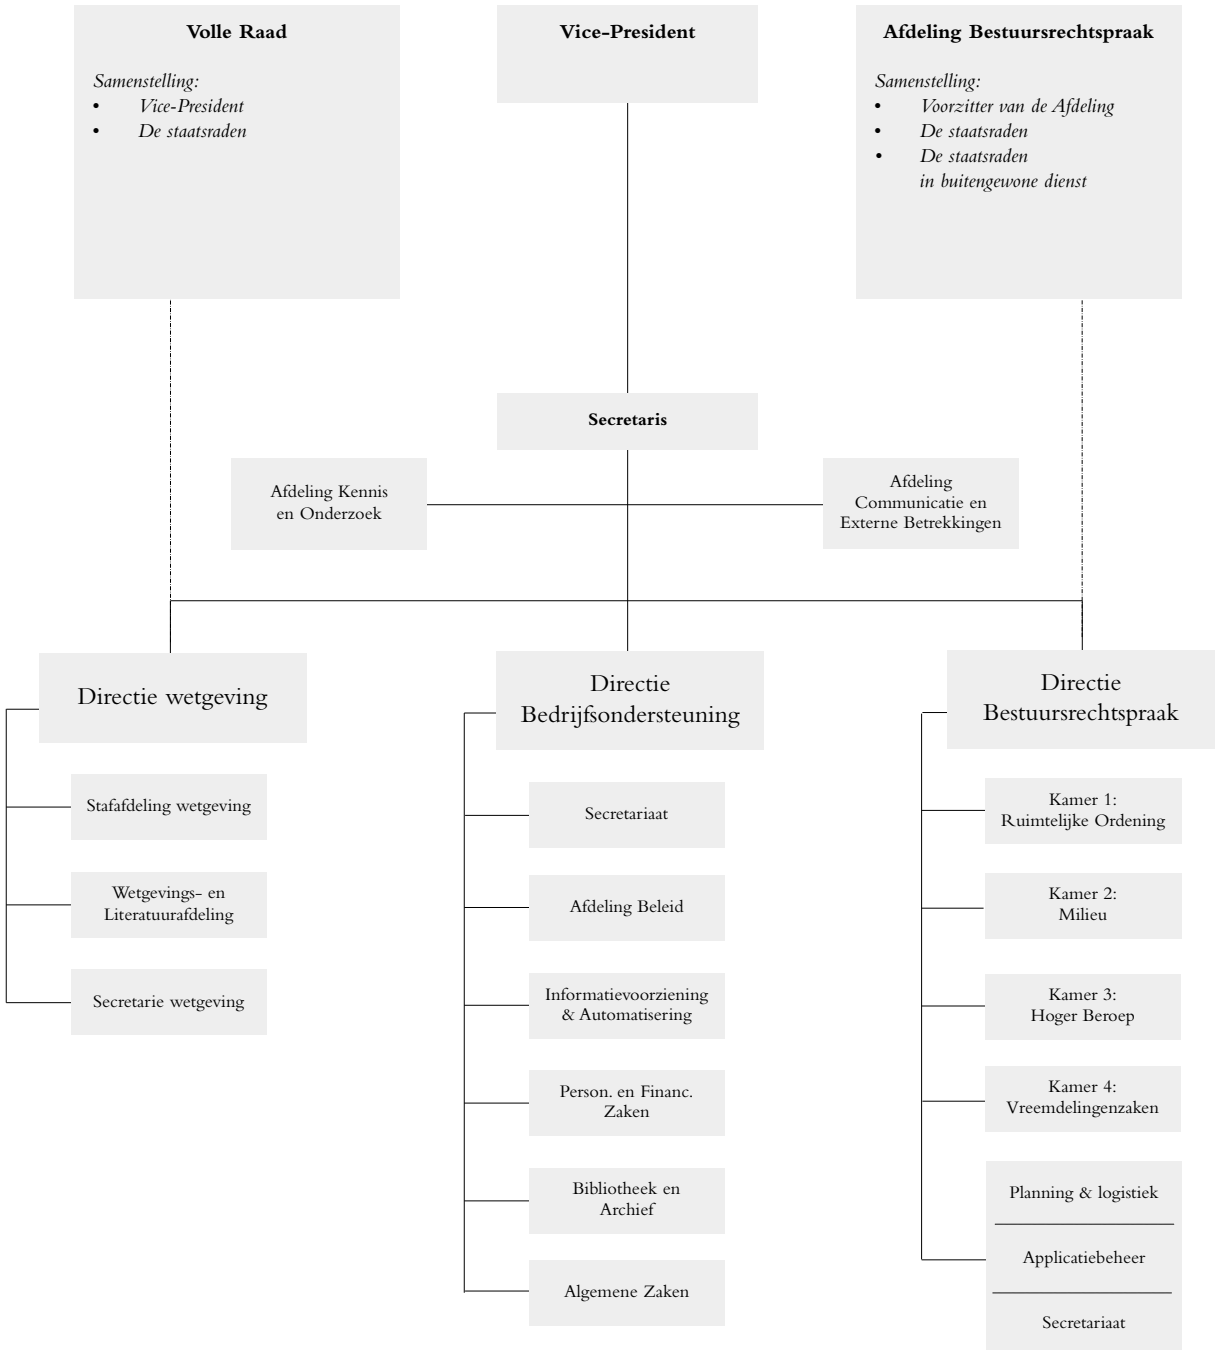 Volle Raad
Samenstelling:
• Vice-President
• De staatsraden
Vice-President
Afdeling Bestuursrechtspraak
Samenstelling:
• Voorzitter van de Afdeling
• De staatsraden
• De staatsraden
in buitengewone dienst
Secretaris
Afdeling Kennis
en Onderzoek
Afdeling
Communicatie en
Externe Betrekkingen
Directie wetgeving
Stafafdeling wetgeving
Wetgevings- en
Literatuurafdeling
Secretarie wetgeving
Directie
Bedrijfsondersteuning
Secretariaat
Afdeling Beleid
Informatievoorziening
& Automatisering
Person. en Financ.
Zaken
Bibliotheek en
Archief
Algemene Zaken
Directie
Bestuursrechtspraak
Kamer 1:
Ruimtelijke Ordening
Kamer 2:
Milieu
Kamer 3:
Hoger Beroep
Kamer 4:
Vreemdelingenzaken
Planning & logistiek
Applicatiebeheer
Secretariaat